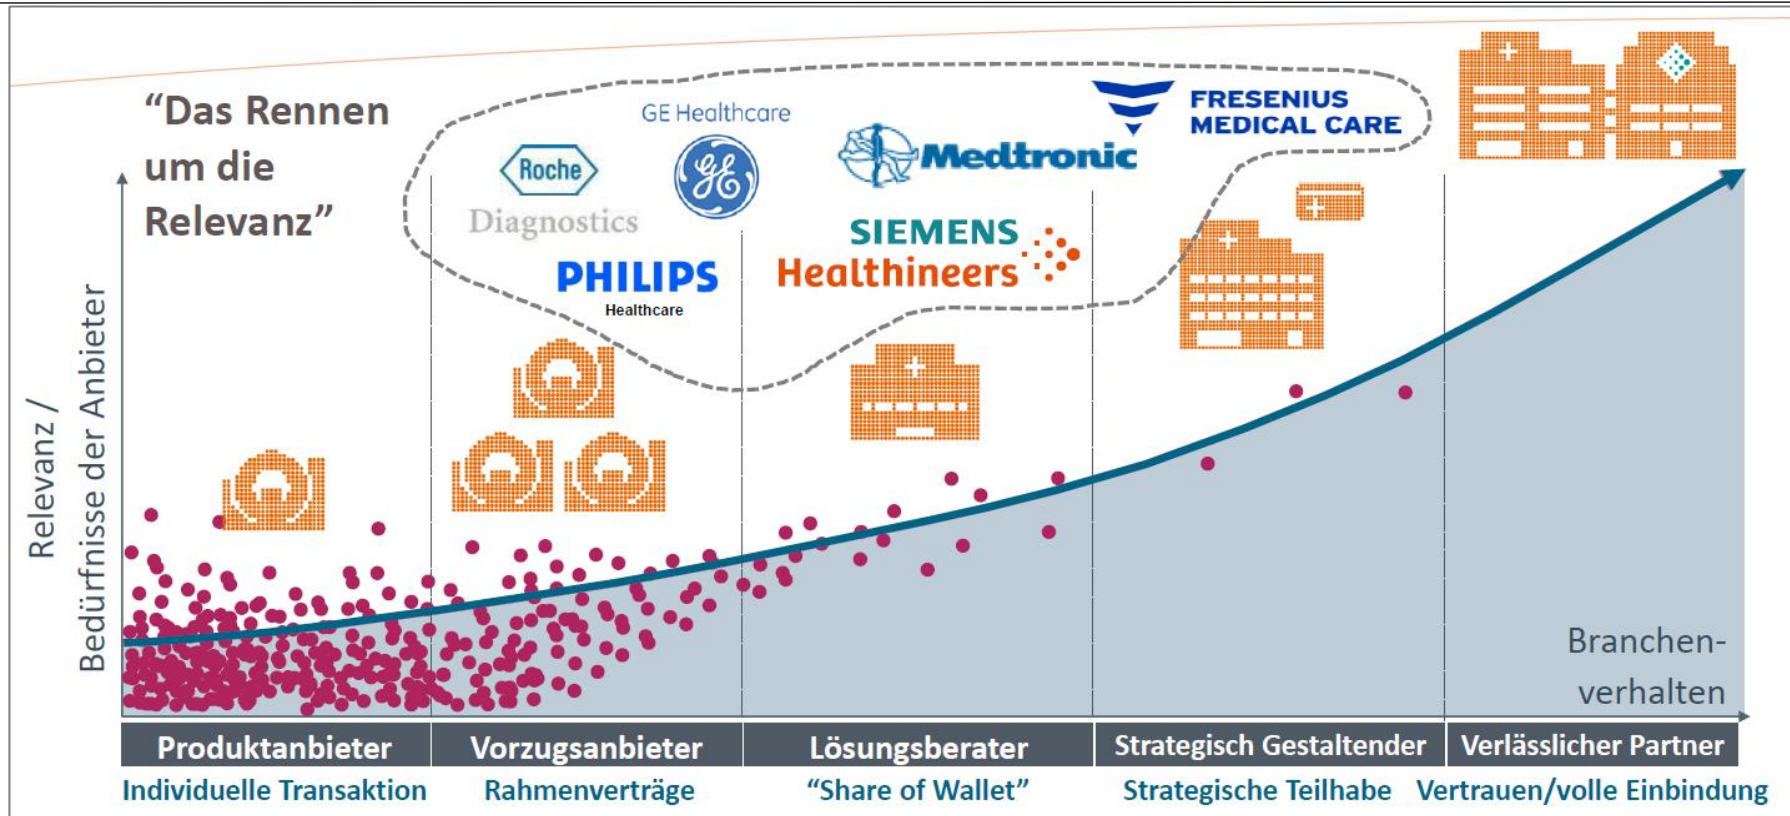 “Das Rennen
um die
Relevanz”
GE Healthcare
GE
Roche
Diagnostics
PHILIPS
Healthcare
Medtronic
SIEMENS
Healthineers
FRESENIUS
MEDICAL CARE
Relevanz /
Bedürfnisse der Anbieter
Branchen-
verhalten
Produktanbieter
Vorzugsanbieter
Lösungsberater
Strategisch Gestaltender
Verlässlicher Partner
Individuelle Transaktion
Rahmenverträge
“Share of Wallet”
Strategische Teilhabe
Vertrauen/volle Einbindung